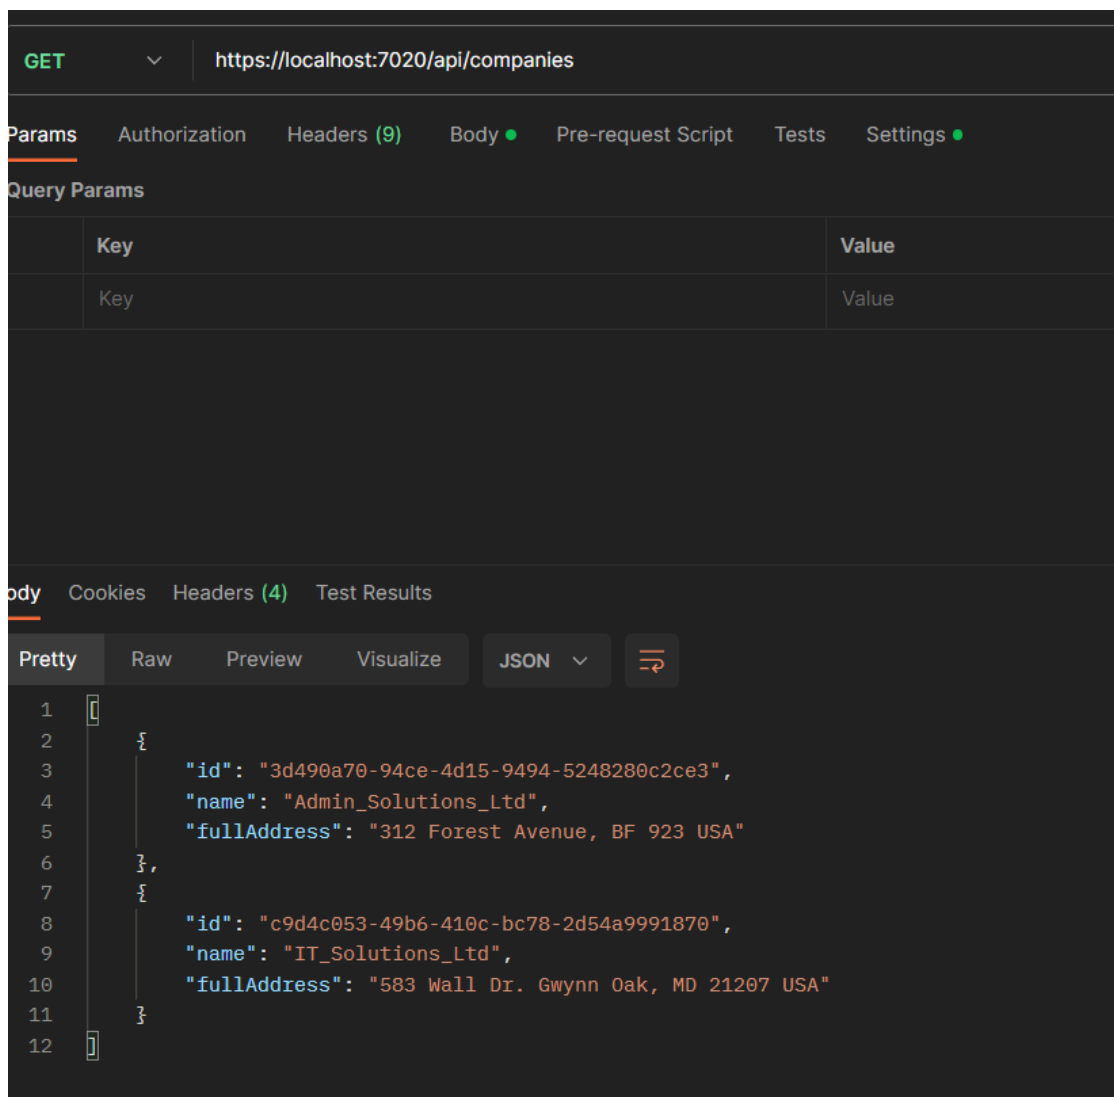 GET https://localhost:7020/api/companies
Params Authorization Headers (9) Body Pre-request Script Tests Settings
Query Params
Key Value
Key Value
ody Cookies Headers (4) Test Results
Pretty Raw Preview Visualize JSON
1 [
2 {
3 "id": "3d490a70-94ce-4d15-9494-5248280c2ce3",
4 "name": "Admin_Solutions_Ltd",
5 "fullAddress": "312 Forest Avenue, BF 923 USA"
6 },
7 {
8 "id": "c9d4c053-49b6-410c-bc78-2d54a9991870",
9 "name": "IT_Solutions_Ltd",
10 "fullAddress": "583 Wall Dr. Gwynn Oak, MD 21207 USA"
11 }
12 ]